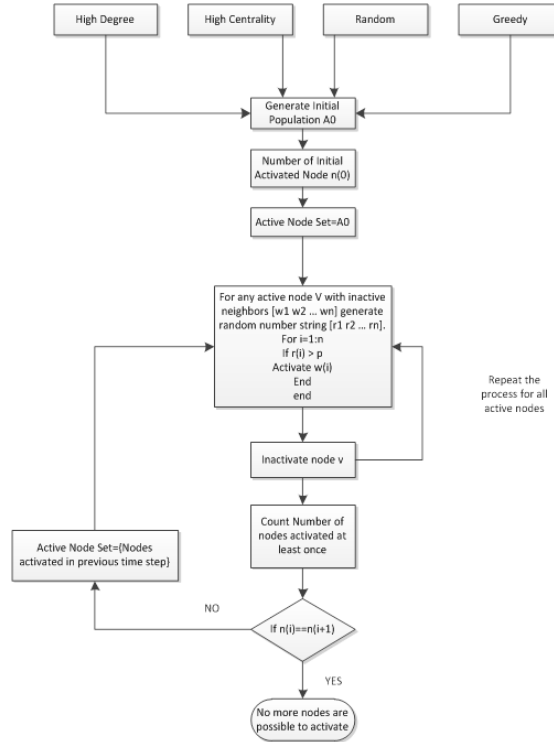 High Degree
High Centrality
Random
Greedy
Generate Initial
Population A0
Number of Initial
Activated Node n(0)
Active Node Set=A0
For any active node V with inactive
neighbors [w1 w2 ... wn] generate
random number string [r1 r2 ... rn].
For i=1:n
If r(i) > p
Activate w(i)
End
end
Repeat the
process for all
active nodes
Inactivate node v
Count Number of
nodes activated at
least once
Active Node Set={Nodes
activated in previous time step}
NO
If n(i)==n(i+1)
YES
No more nodes are
possible to activate